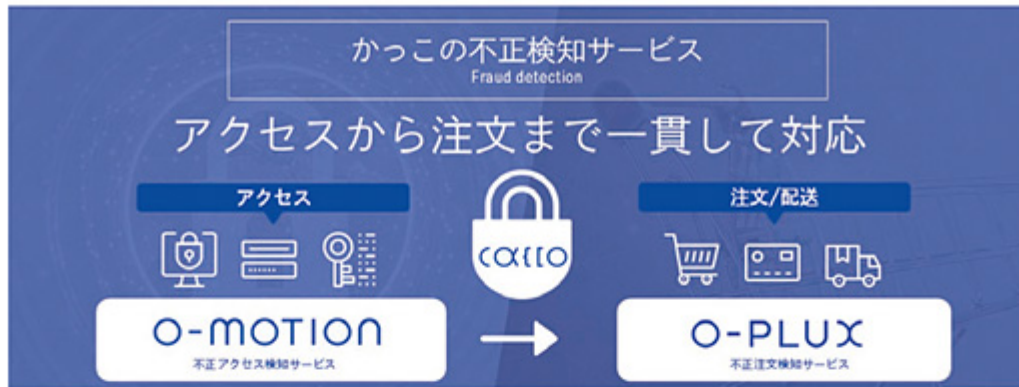 かっこの不正検知サービス
Fraud detection
アクセスから注文まで一貫して対応
アクセス
注文/配送
cacco
O-MOTION
不正アクセス検知サービス
O-PLUX
不正注文検知サービス